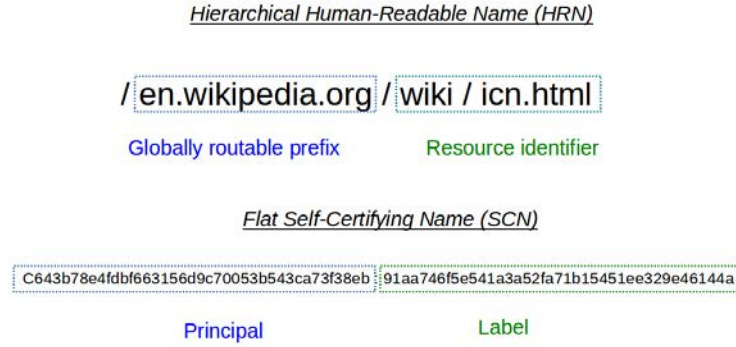 Hierarchical Human-Readable Name (HRN)
/ en.wikipedia.org / wiki / icn.html
Globally routable prefix Resource identifier
Flat Self-Certifying Name (SCN)
C643b78e4fdbf663156d9c70053b543ca73f38eb : 91aa746f5e541a3a52fa71b15451ee329e46144a
Principal Label